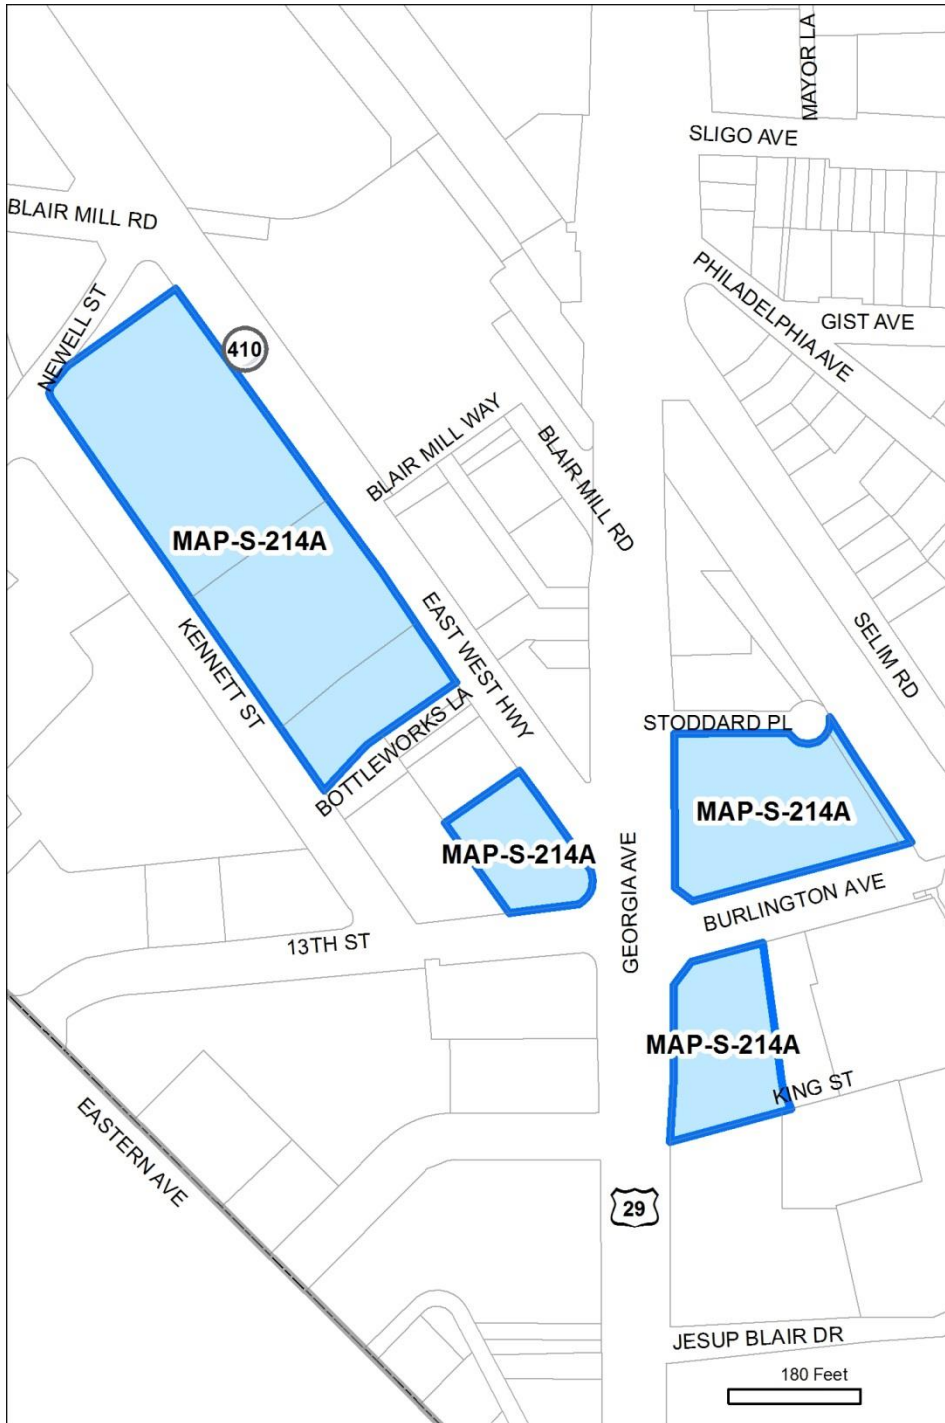 MAYOR LA
SLIGO AVE
BLAIR MILL RD
PHILADELPHIA AVE
GIST AVE
NEWELL ST
410
BLAIR MILL WAY
BLAIR MILL RD
MAP-S-214A
EAST WEST HWY
KENNETT ST
SELIM RD
BOTTLEWORKS LA
STODDARD PL
MAP-S-214A
MAP-S-214A
GEORGIA AVE
BURLINGTON AVE
13TH ST
MAP-S-214A
KING ST
EASTERN AVE
29
JESUP BLAIR DR
180 Feet